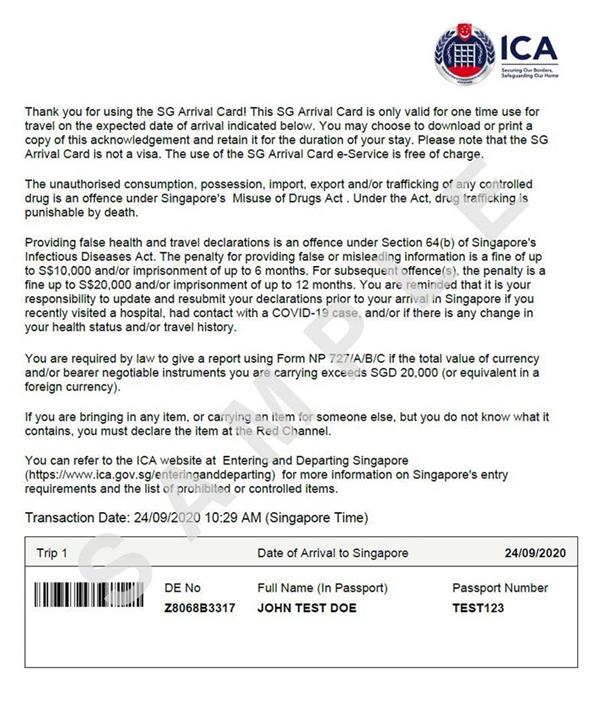 ICA
Securing Our Borders,
Safeguarding Our Home
Thank you for using the SG Arrival Card! This SG Arrival Card is only valid for one time use for
travel on the expected date of arrival indicated below. You may choose to download or print a
copy of this acknowledgement and retain it for the duration of your stay. Please note that the SG
Arrival Card is not a visa. The use of the SG Arrival Card e-Service is free of charge.
The unauthorised consumption, possession, import, export and/or trafficking of any controlled
drug is an offence under Singapore's Misuse of Drugs Act . Under the Act, drug trafficking is
punishable by death.
Providing false health and travel declarations is an offence under Section 64(b) of Singapore's
Infectious Diseases Act. The penalty for providing false or misleading information is a fine of up
to S$10,000 and/or imprisonment of up to 6 months. For subsequent offence(s), the penalty is a
fine up to S$20,000 and/or imprisonment of up to 12 months. You are reminded that it is your
responsibility to update and resubmit your declarations prior to your arrival in Singapore if you
recently visited a hospital, had contact with a COVID-19 case, and/or if there is any change in
your health status and/or travel history.
You are required by law to give a report using Form NP 727/A/B/C if the total value of currency
and/or bearer negotiable instruments you are carrying exceeds SGD 20,000 (or equivalent in a
foreign currency).
If you are bringing in any item, or carrying an item for someone else, but you do not know what it
contains, you must declare the item at the Red Channel.
You can refer to the ICA website at Entering and Departing Singapore
(https://www.ica.gov.sg/enteringanddeparting) for more information on Singapore's entry
requirements and the list of prohibited or controlled items.
Transaction Date: 24/09/2020 10:29 AM (Singapore Time)
Trip 1 Date of Arrival to Singapore 24/09/2020
DE No Full Name (In Passport) Passport Number
Z8068B3317 JOHN TEST DOE TEST123
SAMPLE